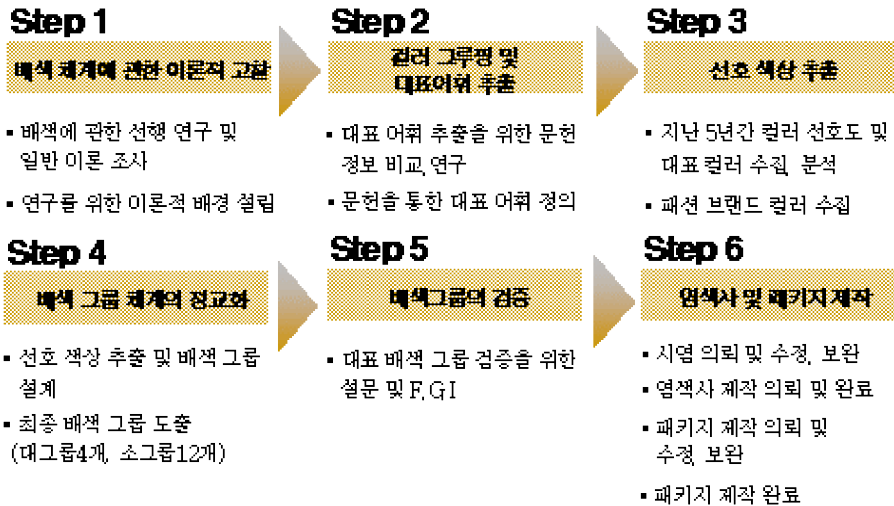 Step 1
배색 체계에 관한 이론적 고찰
▪ 배색에 관한 선행 연구 및
일반 이론 조사
▪ 연구를 위한 이론적 배경 설립
Step 2
컬러 그루핑 및
대표어휘 추출
▪ 대표 어휘 추출을 위한 문헌
정보 비교 연구
▪ 문헌을 통한 대표 어휘 정의
Step 3
선호 색상 추출
▪ 지난 5년간 컬러 선호도 및
대표 컬러 수집, 분석
▪ 패션 브랜드 컬러 수집
Step 4
배색 그룹 체계의 정교화
▪ 선호 색상 추출 및 배색 그룹
설계
▪ 최종 배색 그룹 도출
(대그룹4개, 소그룹12개)
Step 5
배색그룹의 검증
▪ 대표 배색 그룹 검증을 위한
설문 및 F.G.I
Step 6
염색사 및 패키지 제작
▪ 시염 의뢰 및 수정, 보완
▪ 염색사 제작 의뢰 및 완료
▪ 패키지 제작 의뢰 및
수정, 보완
▪ 패키지 제작 완료